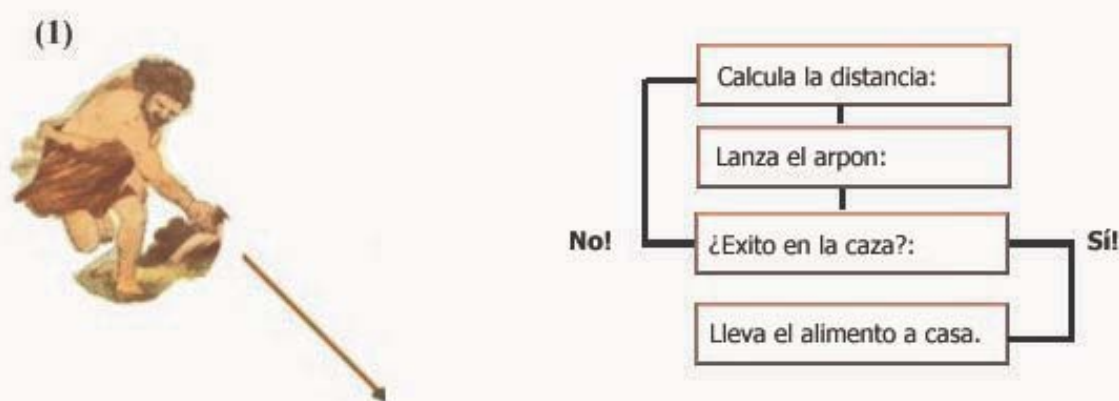 (1)
Calcula la distancia:
Lanza el arpon:
No!
¿Exito en la caza?:
Sí!
Lleva el alimento a casa.